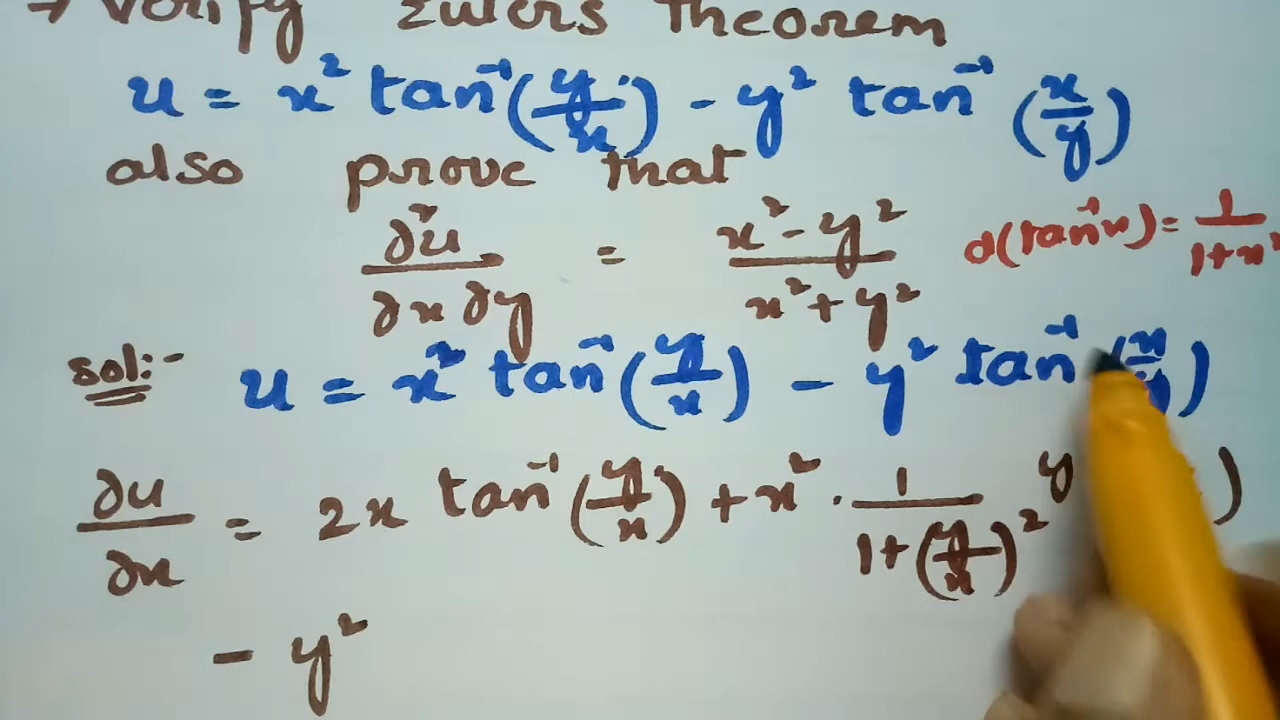 → Verify Eulers Theorem
u = x² tan⁻¹(y/x) - y² tan⁻¹ (x/y)
also prove that
∂²u/∂x∂y = (x² - y²)/(x² + y²)
d(tan⁻¹x) = 1/(1+x²
sol:- u = x² tan⁻¹(y/x) - y² tan⁻¹(x/y)
∂u/∂x = 2x tan⁻¹(y/x) + x² · 1/(1+(y/x)²) y )
- y²